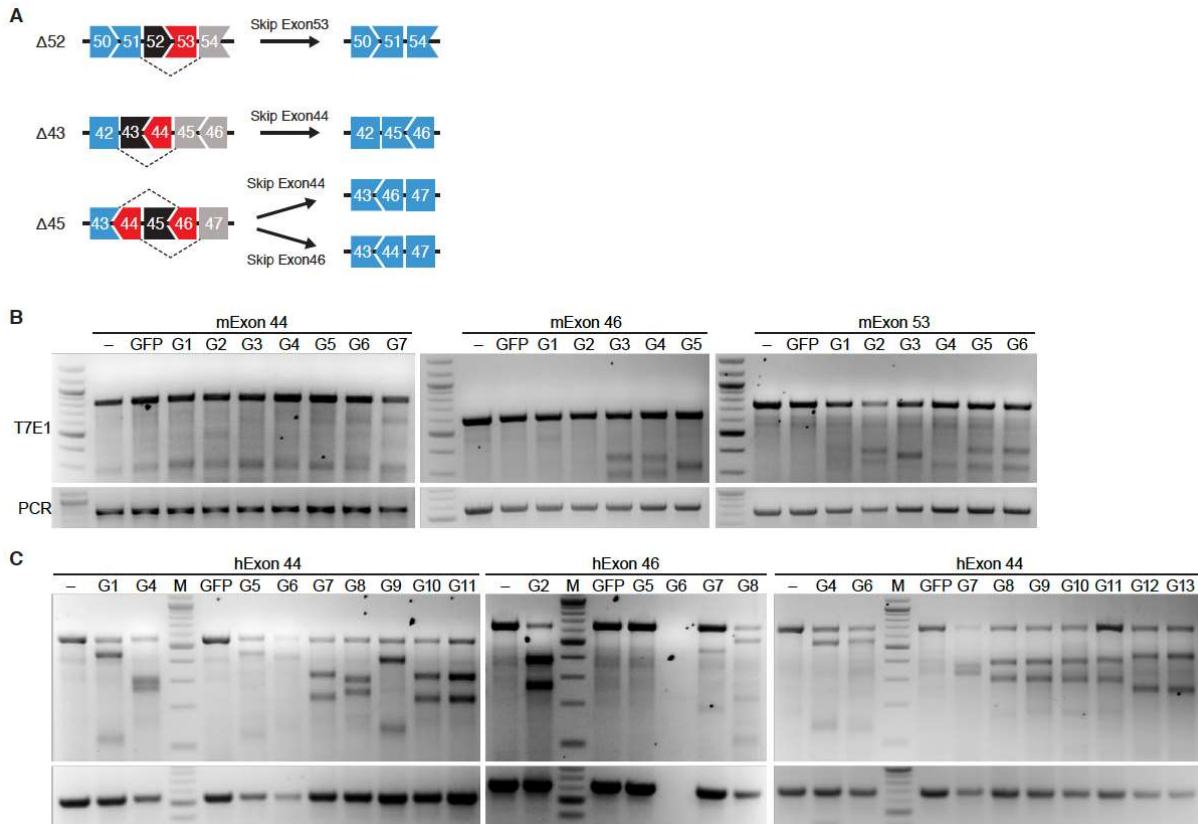 A
Δ52
50 51 52 53 54
Skip Exon53
50 51 54
Δ43
42 43 44 45 46
Skip Exon44
42 45 46
Δ45
43 44 45 46 47
Skip Exon44
43 46 47
Skip Exon46
43 44 47
B
mExon 44
mExon 46
mExon 53
– GFP G1 G2 G3 G4 G5 G6 G7
– GFP G1 G2 G3 G4 G5
– GFP G1 G2 G3 G4 G5 G6
T7E1
PCR
C
hExon 44
hExon 46
hExon 44
– G1 G4 M GFP G5 G6 G7 G8 G9 G10 G11
– G2 M GFP G5 G6 G7 G8
– G4 G6 M GFP G7 G8 G9 G10 G11 G12 G13